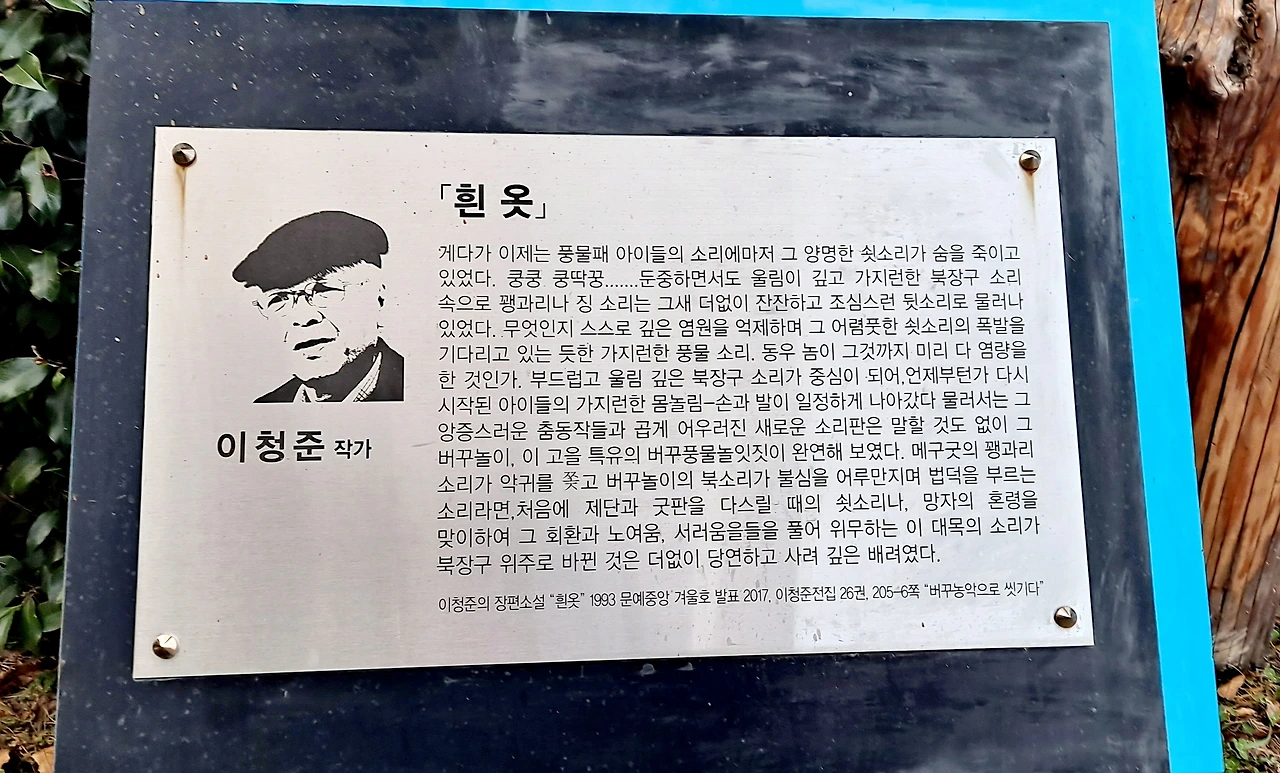 「흰 옷」
게다가 이제는 풍물패 아이들의 소리에마저 그 양명한 쇳소리가 숨을 죽이고
있었다. 쿵쿵 쿵딱꿍.......둔중하면서도 울림이 깊고 가지런한 북장구 소리
속으로 꽹과리나 징 소리는 그새 더없이 잔잔하고 조심스런 뒷소리로 물러나
있었다. 무엇인지 스스로 깊은 염원을 억제하며 그 어렴풋한 쇳소리의 폭발을
기다리고 있는 듯한 가지런한 풍물 소리. 동우 놈이 그것까지 미리 다 염량을
한 것인가. 부드럽고 울림 깊은 북장구 소리가 중심이 되어,언제부턴가 다시
시작된 아이들의 가지런한 몸놀림-손과 발이 일정하게 나아갔다 물러서는 그
앙증스러운 춤동작들과 곱게 어우러진 새로운 소리판은 말할 것도 없이 그
버꾸놀이, 이 고을 특유의 버꾸풍물놀잇짓이 완연해 보였다. 메구굿의 꽹과리
소리가 악귀를 쫓고 버꾸놀이의 북소리가 불심을 어루만지며 법덕을 부르는
소리라면,처음에 제단과 굿판을 다스릴 때의 쇳소리나, 망자의 혼령을
맞이하여 그 회환과 노여움, 서러움을들을 풀어 위무하는 이 대목의 소리가
북장구 위주로 바뀐 것은 더없이 당연하고 사려 깊은 배려였다.
이청준의 장편소설 “흰옷” 1993 문예중앙 겨울호 발표 2017, 이청준전집 26권, 205-6쪽 “버꾸농악으로 씻기다”
이청준 작가